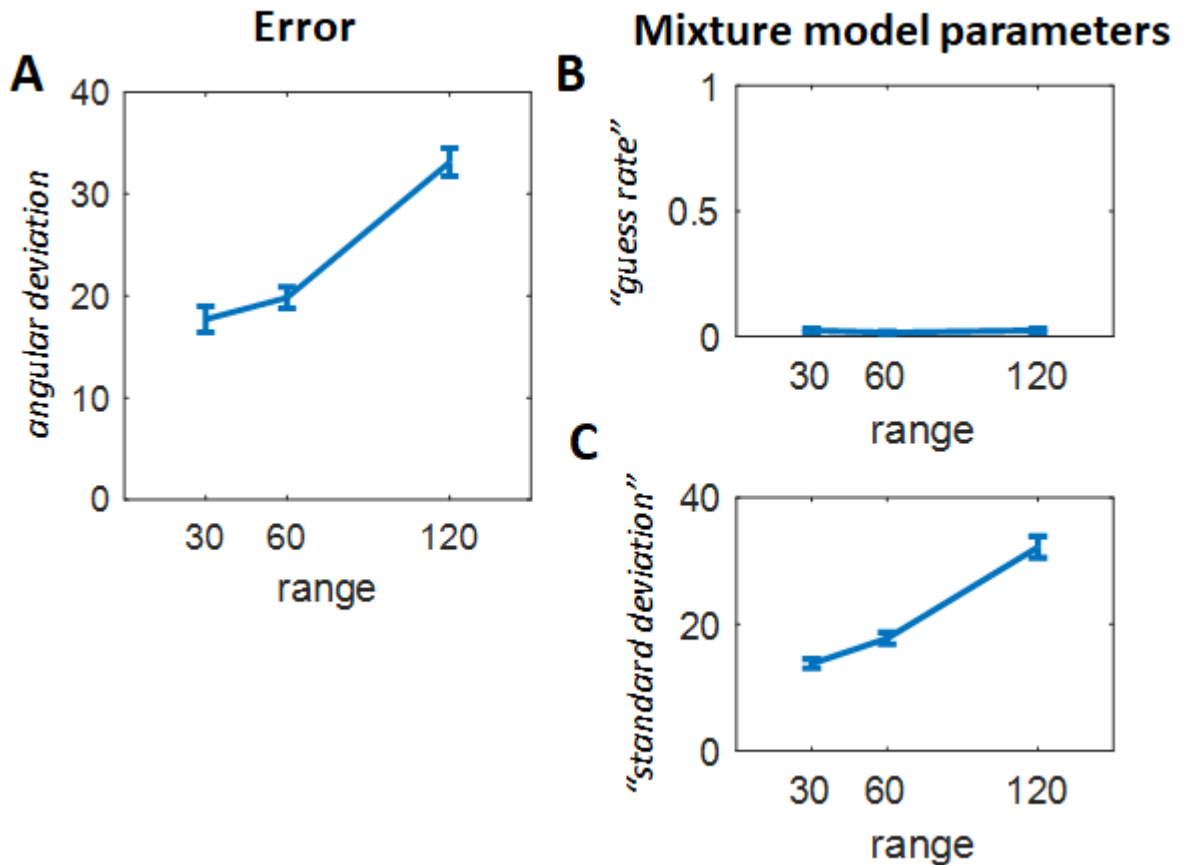 Error
A
angular deviation
40
30
20
10
0
30 60 120
range
Mixture model parameters
B
“guess rate”
1
0.5
0
30 60 120
range
C
“standard deviation”
40
20
0
30 60 120
range